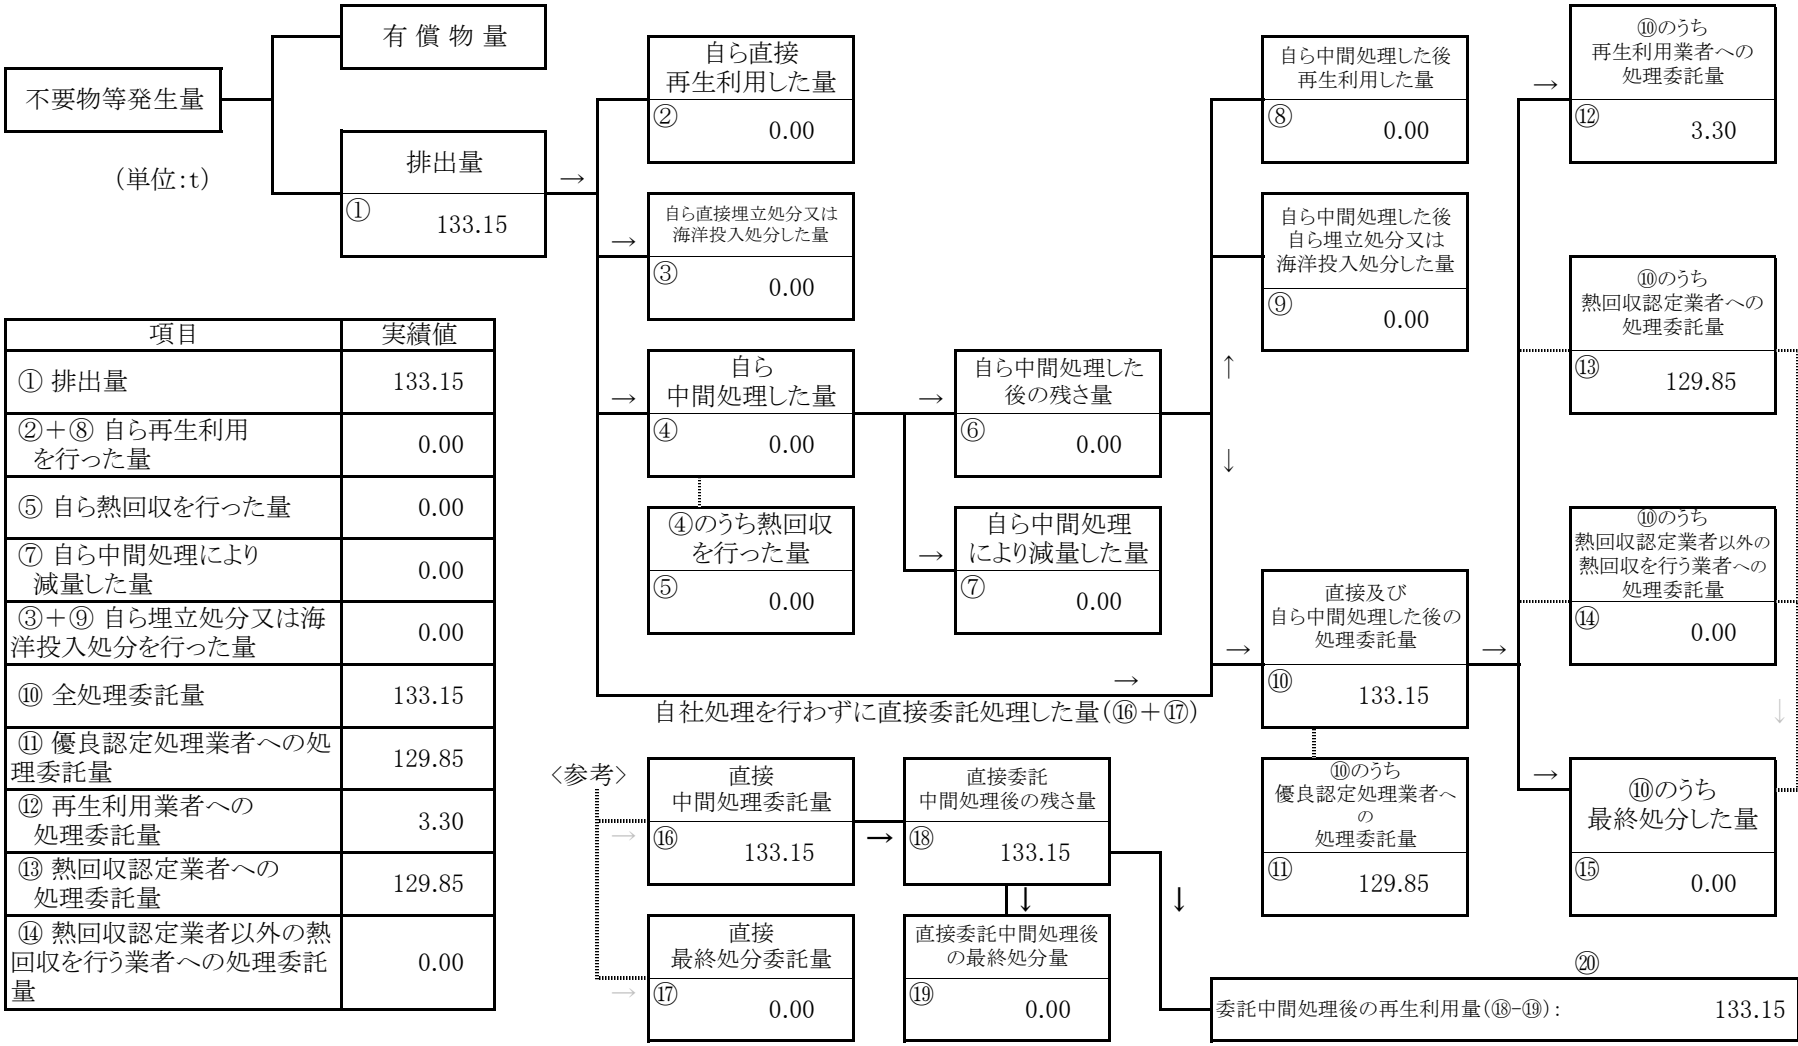 不要物等発生量
(単位:t)
有 償 物 量
排出量
→
① 133.15
自ら直接
再生利用した量
② 0.00
→
自ら直接埋立処分又は
海洋投入処分した量
③ 0.00
→
自ら
中間処理した量
④ 0.00
④のうち熱回収
を行った量
⑤ 0.00
→
自ら中間処理した
後の残さ量
⑥ 0.00
→
自ら中間処理
により減量した量
⑦ 0.00
自ら中間処理した後
再生利用した量
⑧ 0.00
自ら中間処理した後
自ら埋立処分又は
海洋投入処分した量
⑨ 0.00
↑
↓
→
直接及び
自ら中間処理した後の
処理委託量
⑩ 133.15
⑩のうち
優良認定処理業者へ
の
処理委託量
⑪ 129.85
→
→
⑩のうち
再生利用業者への
処理委託量
⑫ 3.30
⑩のうち
熱回収認定業者への
処理委託量
⑬ 129.85
⑩のうち
熱回収認定業者以外の
熱回収を行う業者への
処理委託量
⑭ 0.00
↓
→
⑩のうち
最終処分した量
⑮ 0.00
→
自社処理を行わずに直接委託処理した量(⑯+⑰)
<参考>
→
直接
中間処理委託量
⑯ 133.15
→
直接委託
中間処理後の残さ量
⑱ 133.15
↓
↓
→
直接
最終処分委託量
⑰ 0.00
直接委託中間処理後
の最終処分量
⑲ 0.00
⑳
委託中間処理後の再生利用量(⑱-⑲): 133.15
項目 実績値
① 排出量 133.15
②+⑧ 自ら再生利用
を行った量 0.00
⑤ 自ら熱回収を行った量 0.00
⑦ 自ら中間処理により
減量した量 0.00
③+⑨ 自ら埋立処分又は海
洋投入処分を行った量 0.00
⑩ 全処理委託量 133.15
⑪ 優良認定処理業者への処
理委託量 129.85
⑫ 再生利用業者への
処理委託量 3.30
⑬ 熱回収認定業者への
処理委託量 129.85
⑭ 熱回収認定業者以外の熱
回収を行う業者への処理委託
量 0.00